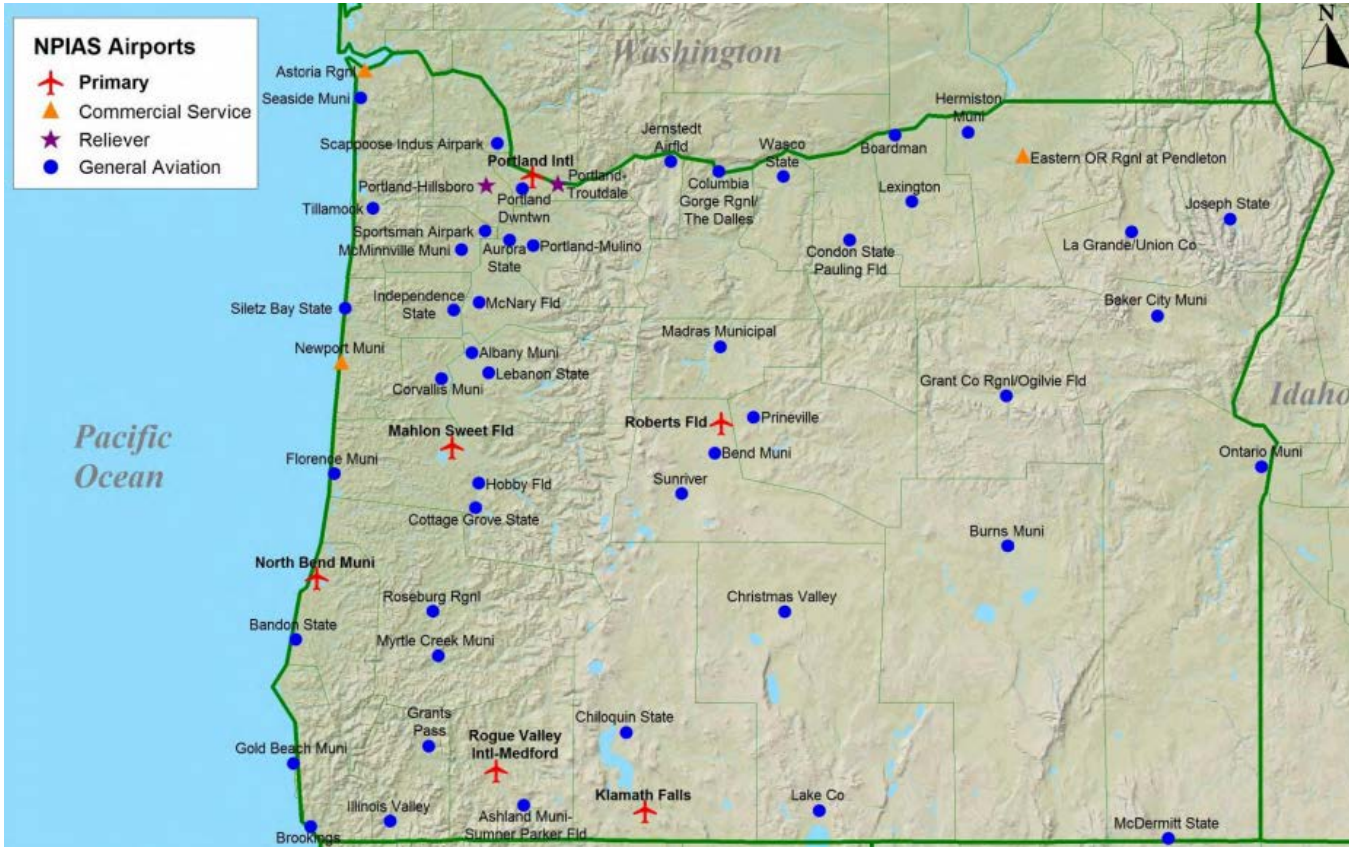 NPIAS Airports
Primary
Commercial Service
Reliever
General Aviation
Washington
N
Astoria Rgnl
Seaside Muni
Hermiston
Muni
Scappoose Indus Airpark
Jernstedt
Airfld
Wasco
State
Boardman
Portland Intl
Eastern OR Rgnl at Pendleton
Portland-Hillsboro
Portland-
Troutdale
Portland
Dwntwn
Columbia
Gorge Rgnl/
The Dalles
Lexington
Tillamook
Joseph State
Sportsman Airpark
McMinnville Muni
Aurora
State
Portland-Mulino
Condon State
Pauling Fld
La Grande/Union Co
Siletz Bay State
Independence
State
McNary Fld
Baker City Muni
Newport Muni
Madras Municipal
Albany Muni
Lebanon State
Corvallis Muni
Grant Co Rgnl/Ogilvie Fld
Idaho
Pacific
Ocean
Mahlon Sweet Fld
Roberts Fld
Prineville
Bend Muni
Ontario Muni
Florence Muni
Hobby Fld
Sunriver
Cottage Grove State
Burns Muni
North Bend Muni
Roseburg Rgnl
Christmas Valley
Bandon State
Myrtle Creek Muni
Grants
Pass
Chiloquin State
Rogue Valley
Intl-Medford
Gold Beach Muni
Klamath Falls
Lake Co
Illinois Valley
Ashland Muni-
Sumner Parker Fld
McDermitt State
Brookings